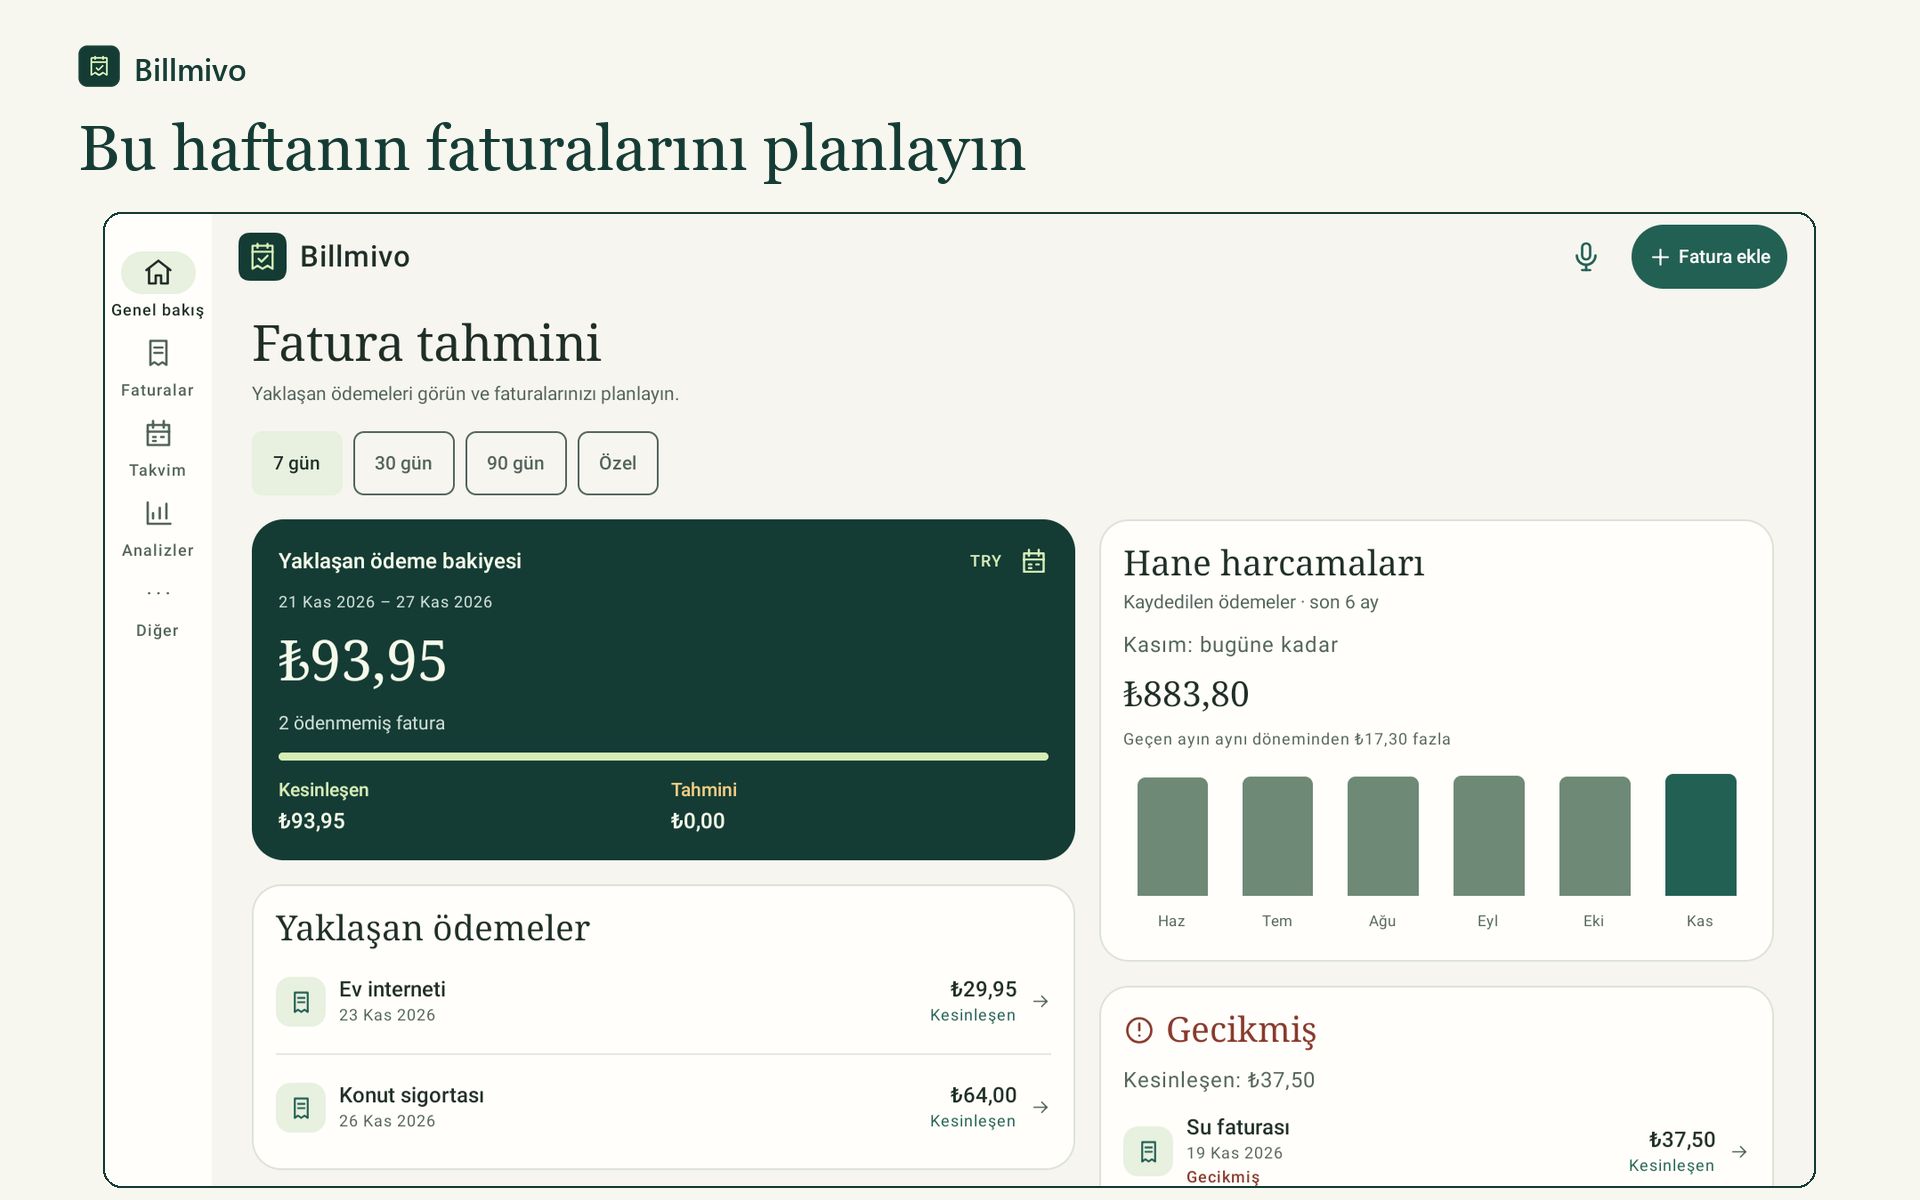 Billmivo
Bu haftanın faturalarını planlayın
Billmivo
Fatura ekle
Genel bakış
Faturalar
Takvim
Analizler
Diğer
Fatura tahmini
Yaklaşan ödemeleri görün ve faturalarınızı planlayın.
7 gün
30 gün
90 gün
Özel
Yaklaşan ödeme bakiyesi
TRY
21 Kas 2026 – 27 Kas 2026
₺93,95
2 ödenmemiş fatura
Kesinleşen
₺93,95
Tahmini
₺0,00
Yaklaşan ödemeler
Ev interneti
23 Kas 2026
₺29,95
Kesinleşen
Konut sigortası
26 Kas 2026
₺64,00
Kesinleşen
Hane harcamaları
Kaydedilen ödemeler · son 6 ay
Kasım: bugüne kadar
₺883,80
Geçen ayın aynı döneminden ₺17,30 fazla
Haz
Tem
Ağu
Eyl
Eki
Kas
Gecikmiş
Kesinleşen: ₺37,50
Su faturası
19 Kas 2026
Gecikmiş
₺37,50
Kesinleşen